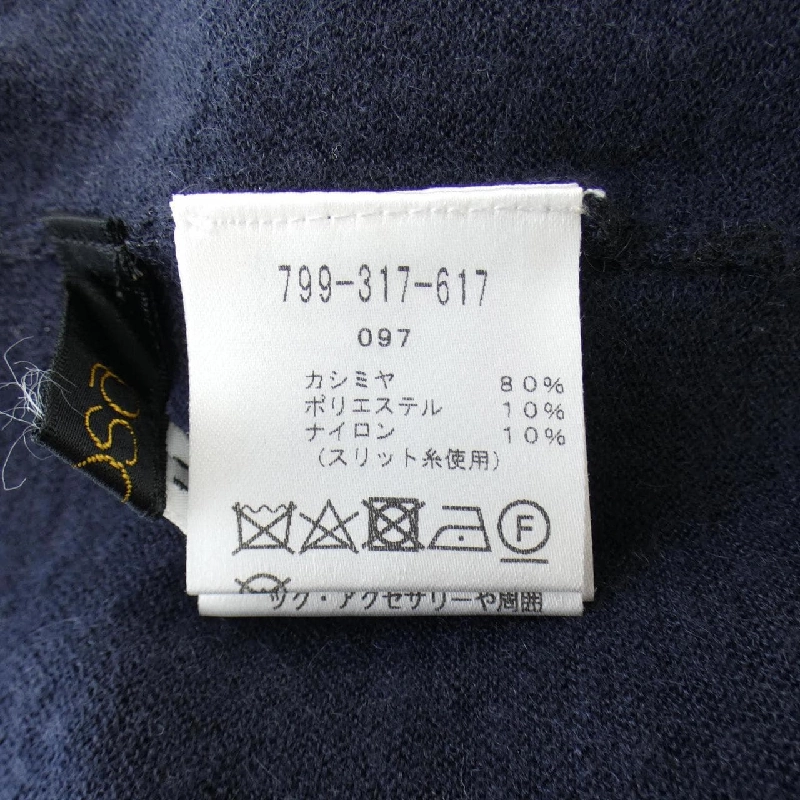 799-317-617
097
カシミヤ 80%
ポリエステル 10%
ナイロン 10%
(スリット糸使用)
F
ック・アクセサリーや周囲
osa